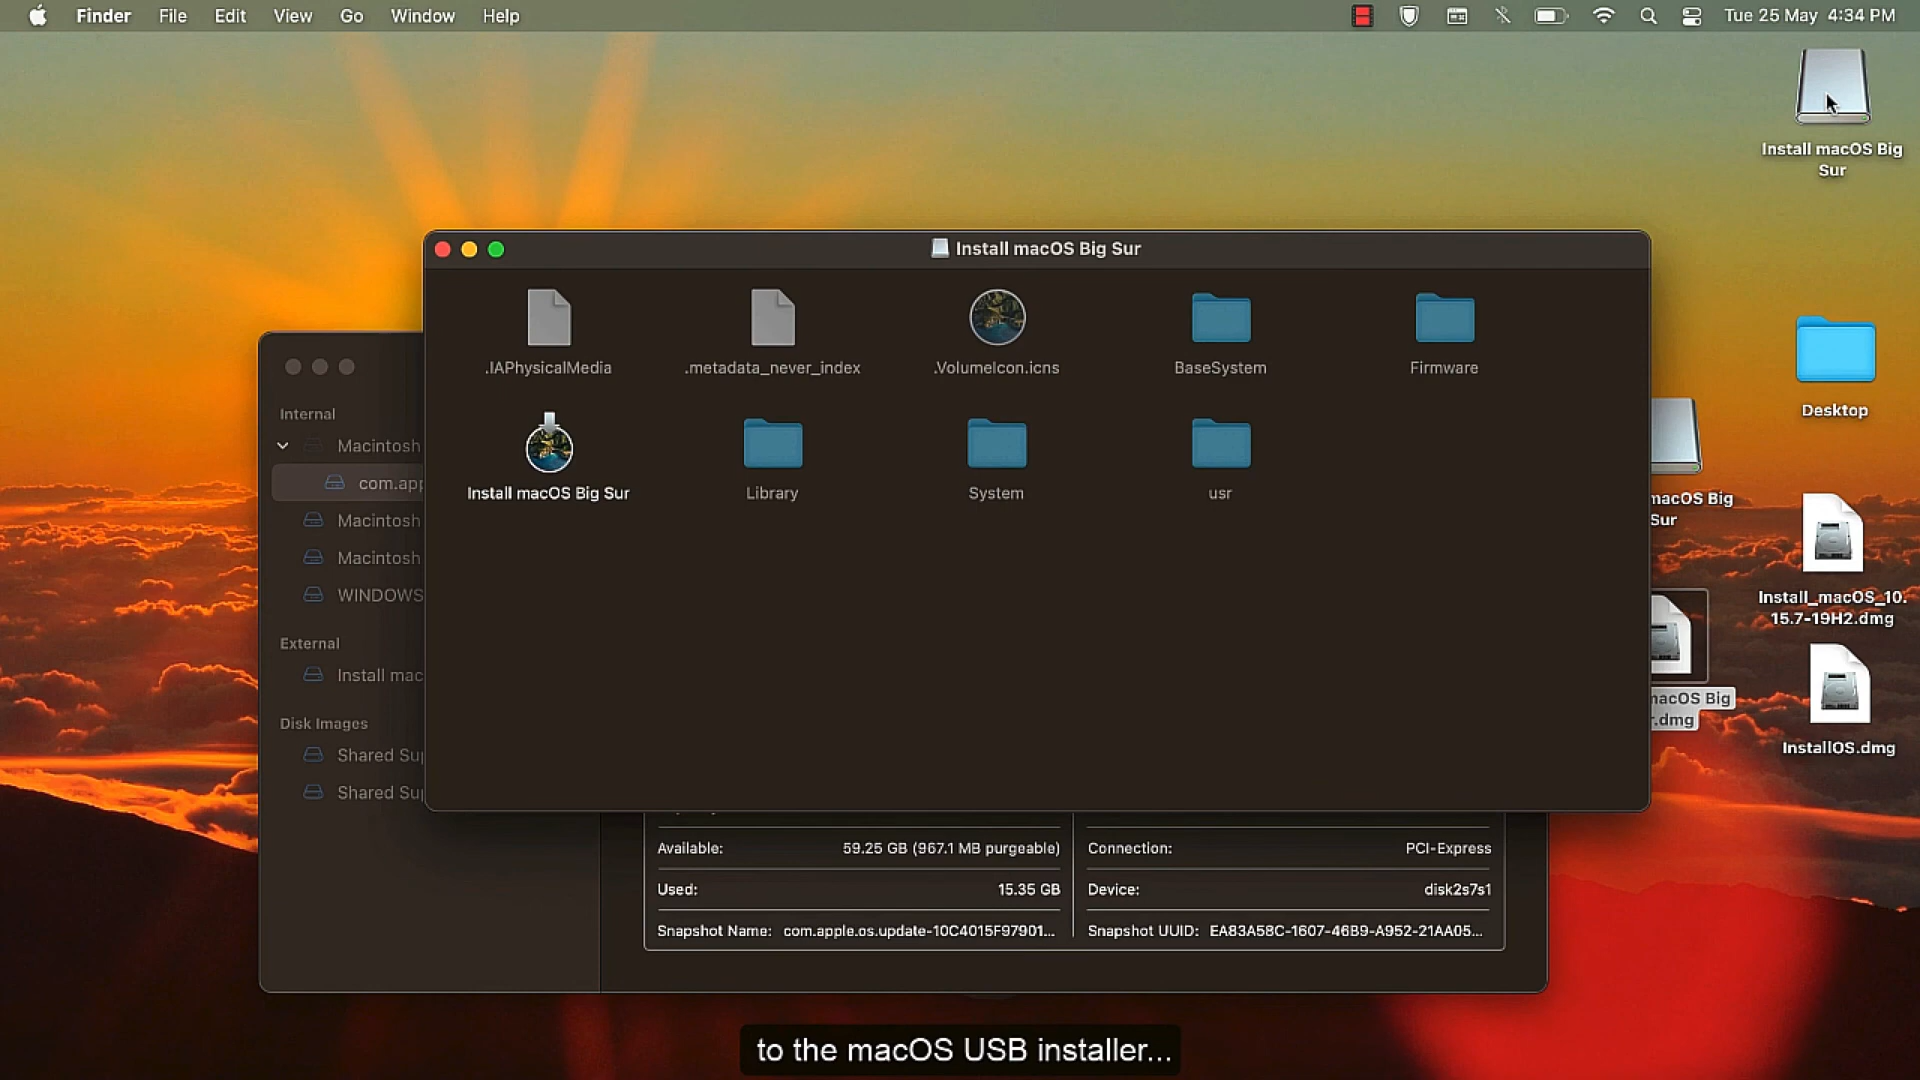 Finder File Edit View Go Window Help
Tue 25 May 4:34 PM
Install macOS Big
Sur
Install macOS Big Sur
.IAPhysicalMedia
.metadata_never_index
.VolumeIcon.icns
BaseSystem
Firmware
Install macOS Big Sur
Library
System
usr
Internal
Macintosh
com.app
Macintosh
Macintosh
WINDOWS
External
Install mac
Disk Images
Shared Sup
Shared Sup
Desktop
macOS Big
Sur
Install_macOS_10.
15.7-19H2.dmg
macOS Big
r.dmg
InstallOS.dmg
Available: 59.25 GB (967.1 MB purgeable)
Connection: PCI-Express
Used: 15.35 GB
Device: disk2s7s1
Snapshot Name: com.apple.os.update-10C4015F97901...
Snapshot UUID: EA83A58C-1607-46B9-A952-21AA05...
to the macOS USB installer...